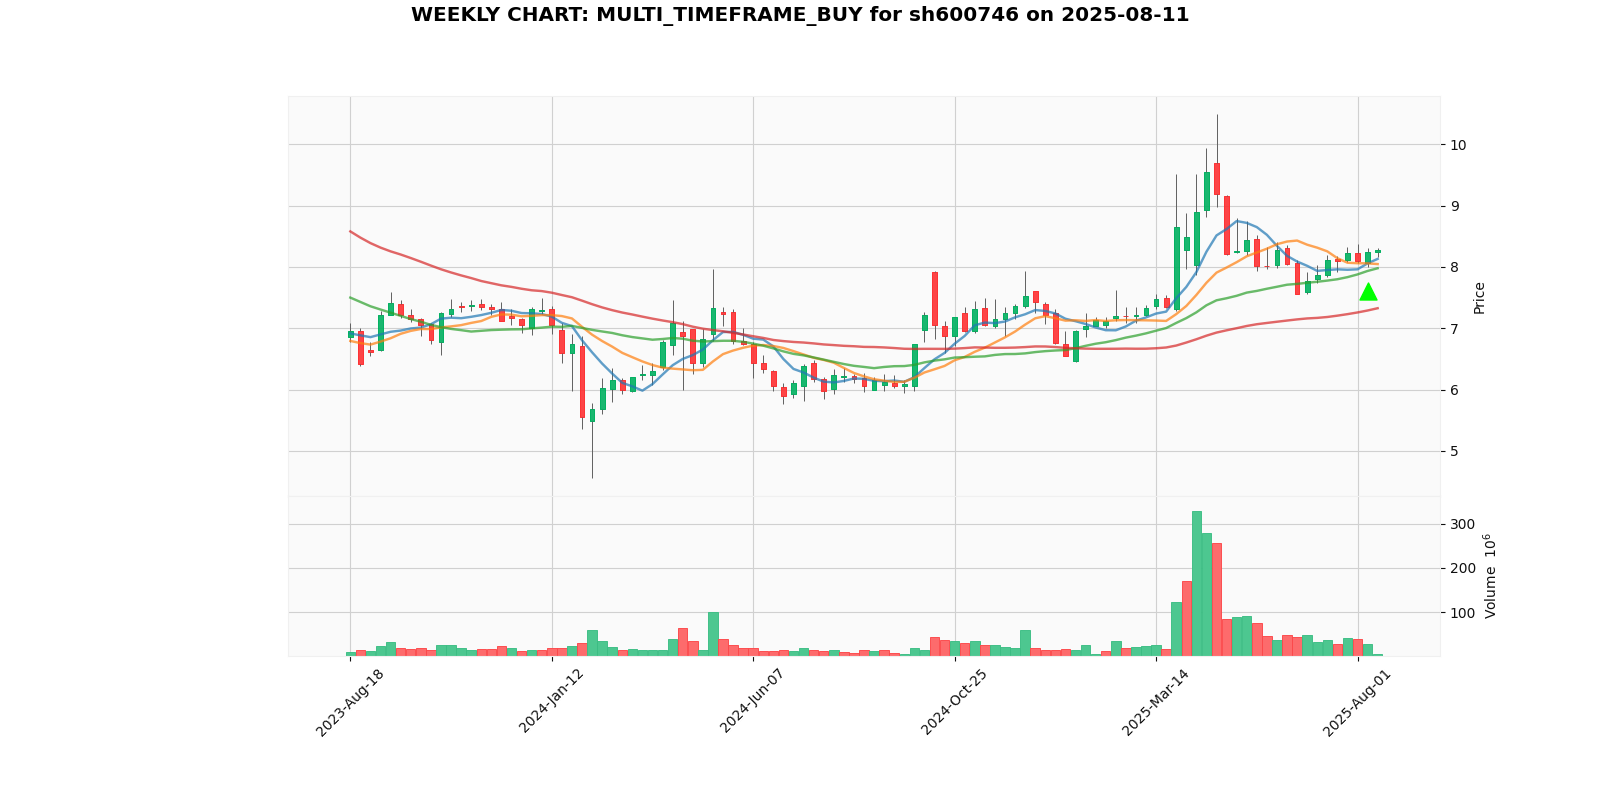 WEEKLY CHART: MULTI_TIMEFRAME_BUY for sh600746 on 2025-08-11
10
9
8
7
6
5
Price
300
200
100
Volume 10^6
2023-Aug-18
2024-Jan-12
2024-Jun-07
2024-Oct-25
2025-Mar-14
2025-Aug-01